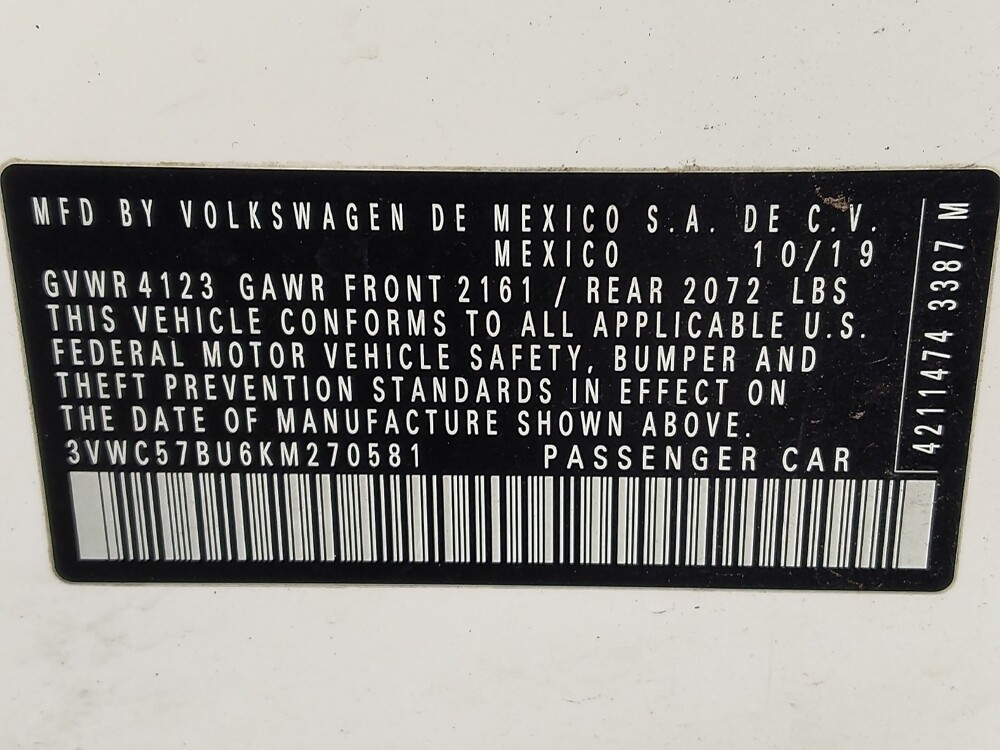 MFD BY VOLKSWAGEN DE MEXICO S.A. DE C.V.
MEXICO 10/19
GVWR 4123 GAWR FRONT 2161 / REAR 2072 LBS
THIS VEHICLE CONFORMS TO ALL APPLICABLE U.S.
FEDERAL MOTOR VEHICLE SAFETY, BUMPER AND
THEFT PREVENTION STANDARDS IN EFFECT ON
THE DATE OF MANUFACTURE SHOWN ABOVE.
3VWC57BU6KM270581 PASSENGER CAR
4211474 3387 M